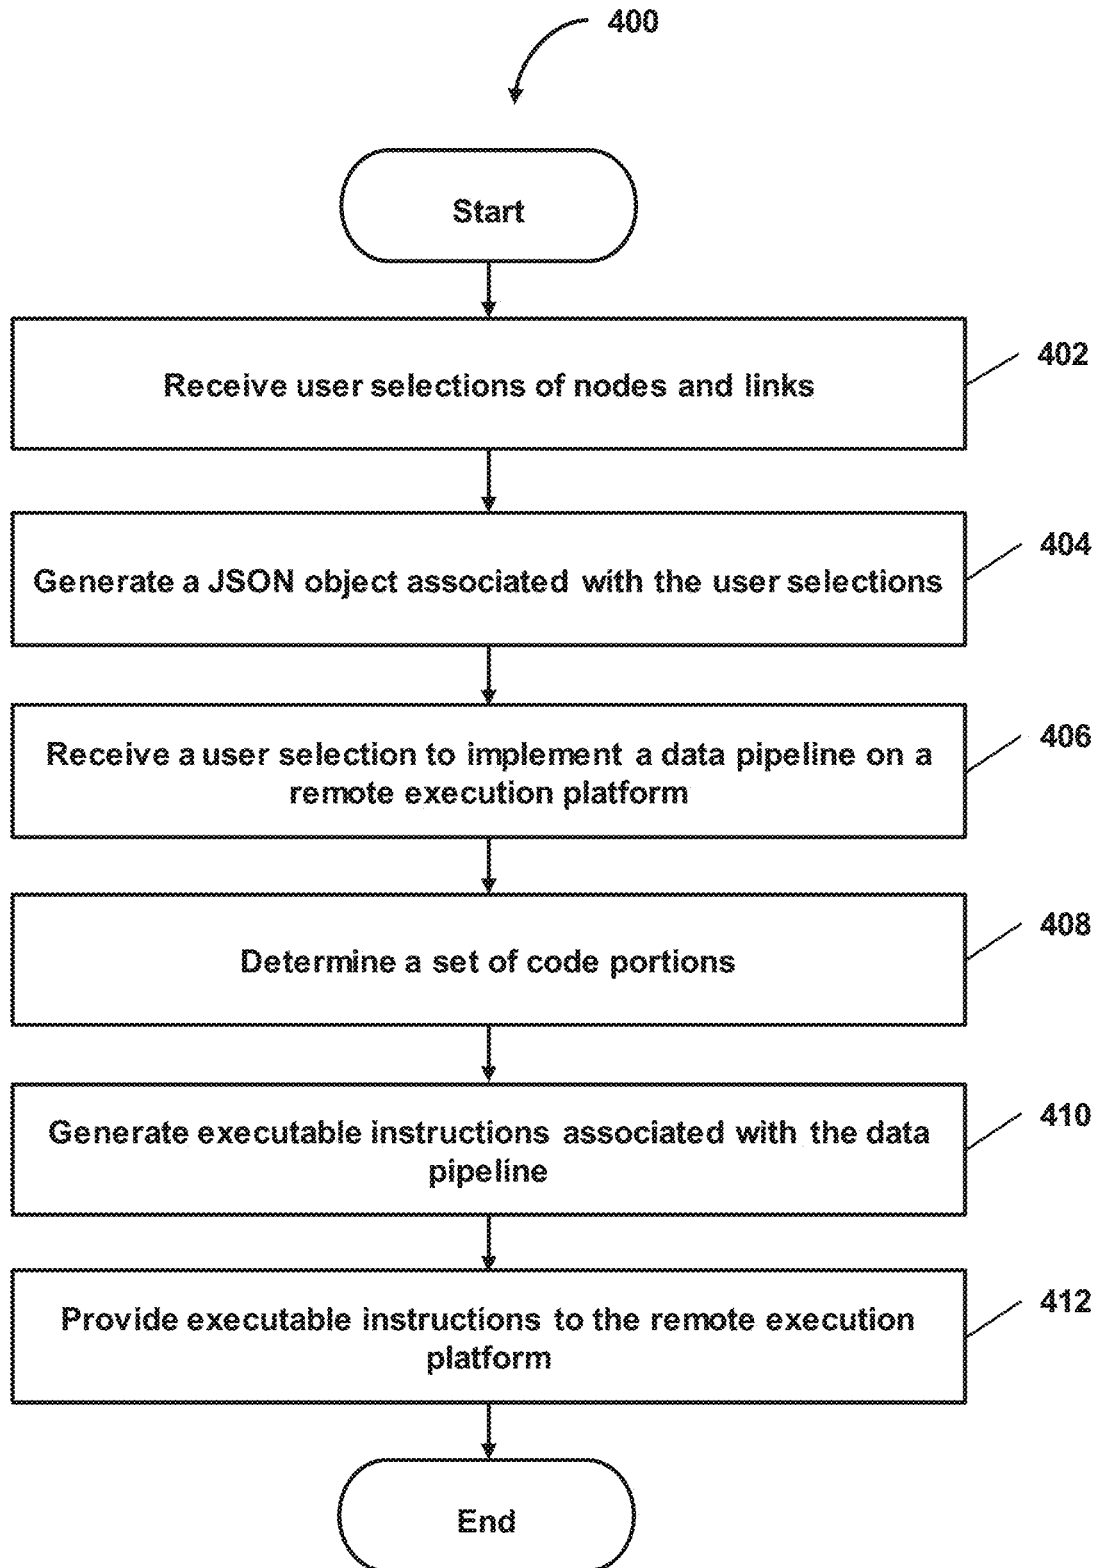 400
Start
Receive user selections of nodes and links
402
Generate a JSON object associated with the user selections
404
Receive a user selection to implement a data pipeline on a
remote execution platform
406
Determine a set of code portions
408
Generate executable instructions associated with the data
pipeline
410
Provide executable instructions to the remote execution
platform
412
End